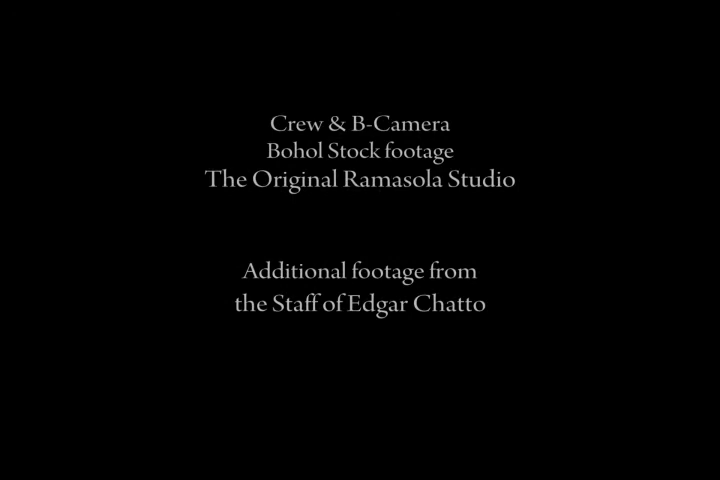 Crew & B-Camera
Bohol Stock footage
The Original Ramasola Studio
Additional footage from
the Staff of Edgar Chatto